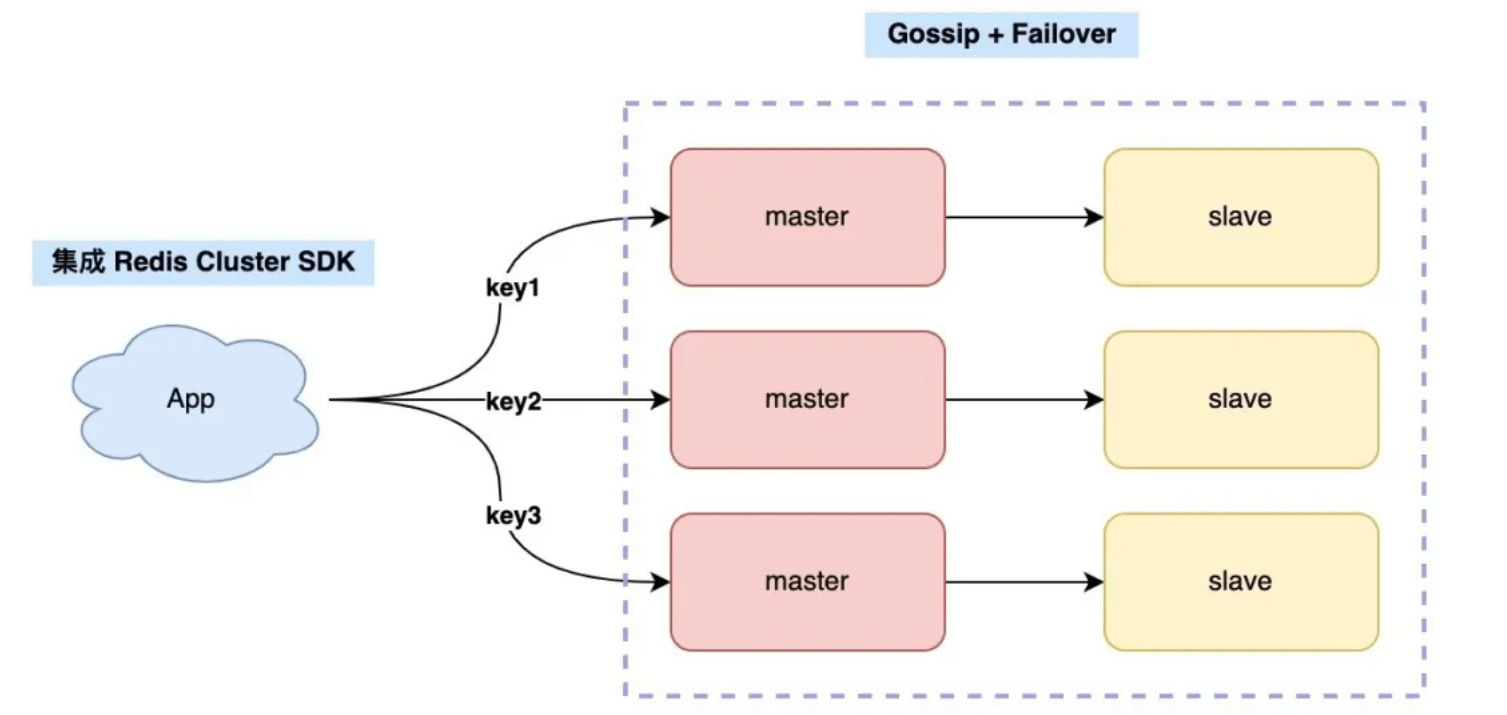 Gossip + Failover
集成 Redis Cluster SDK
App
key1
key2
key3
master
slave
master
slave
master
slave